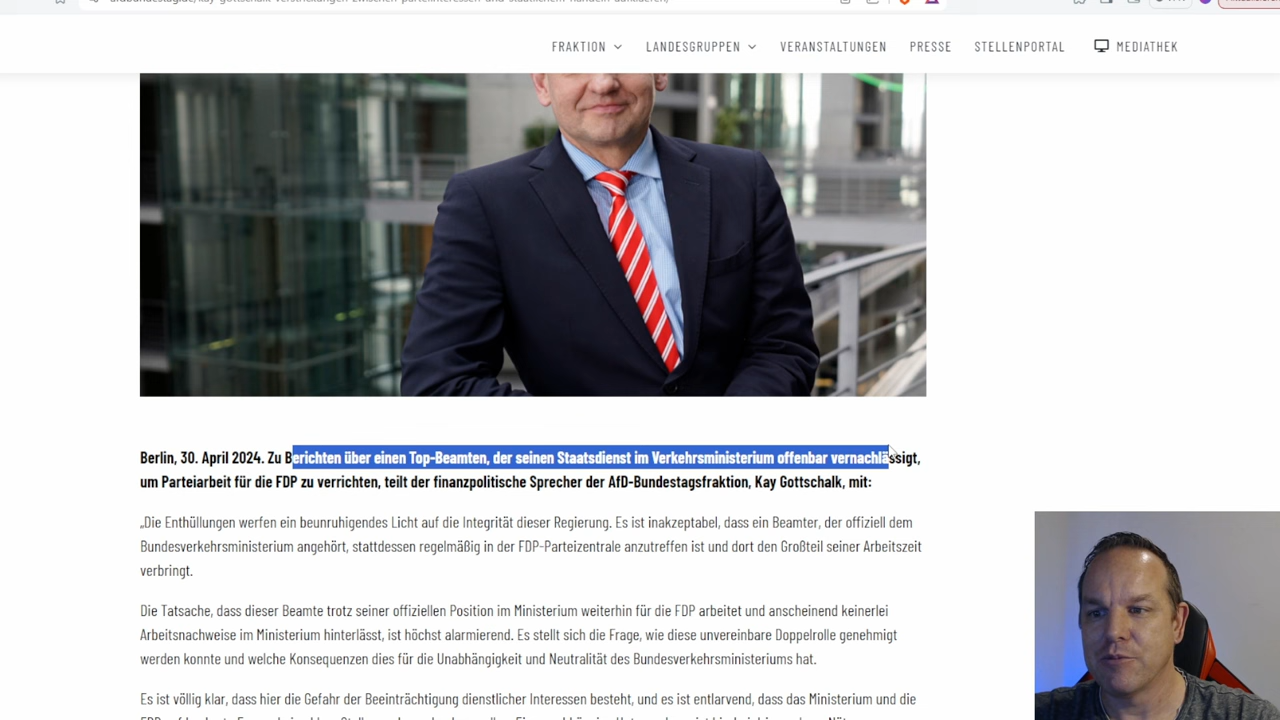 FRAKTION LANDESGRUPPEN VERANSTALTUNGEN PRESSE STELLENPORTAL MEDIATHEK
Berlin, 30. April 2024. Zu Berichten über einen Top-Beamten, der seinen Staatsdienst im Verkehrsministerium offenbar vernachlässigt,
um Parteiarbeit für die FDP zu verrichten, teilt der finanzpolitische Sprecher der AfD-Bundestagsfraktion, Kay Gottschalk, mit:
„Die Enthüllungen werfen ein beunruhigendes Licht auf die Integrität dieser Regierung. Es ist inakzeptabel, dass ein Beamter, der offiziell dem
Bundesverkehrsministerium angehört, stattdessen regelmäßig in der FDP-Parteizentrale anzutreffen ist und dort den Großteil seiner Arbeitszeit
verbringt.
Die Tatsache, dass dieser Beamte trotz seiner offiziellen Position im Ministerium weiterhin für die FDP arbeitet und anscheinend keinerlei
Arbeitsnachweise im Ministerium hinterlässt, ist höchst alarmierend. Es stellt sich die Frage, wie diese unvereinbare Doppelrolle genehmigt
werden konnte und welche Konsequenzen dies für die Unabhängigkeit und Neutralität des Bundesverkehrsministeriums hat.
Es ist völlig klar, dass hier die Gefahr der Beeinträchtigung dienstlicher Interessen besteht, und es ist entlarvend, dass das Ministerium und die